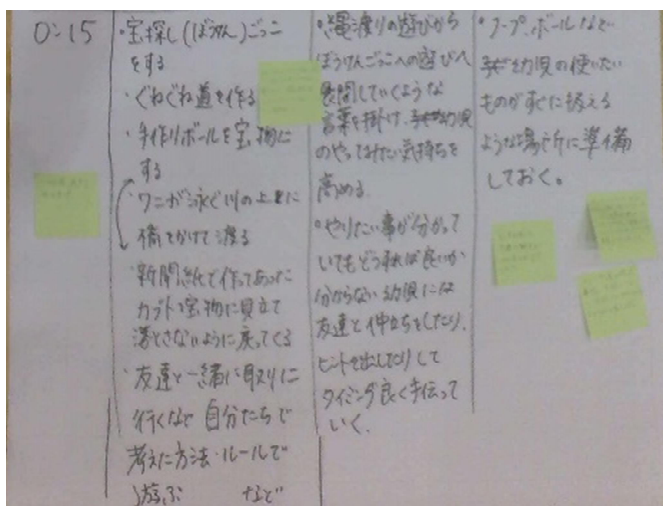 0:15
・宝探し(ぼうけん)ごっこ
をする
・ぐねぐね道を作る
・手作りボールを宝物に
する
・ワニが泳ぐ川の上に
橋をかけて渡る
・新聞紙で作ってあった
カブトを宝物に見立て
落とさないように戻ってくる
・友達と一緒に取りに
行くなど自分たちで
考えた方法・ルールで
遊ぶ など
・縄渡りの遊びから
ぼうけんごっこへの遊びへ
展開していくような
言葉を掛け、幼児
のやってみたい気持ちを
高める。
・やりたい事が分かって
いてもどうすれば良いか
分からない幼児には
友達と仲立ちをしたり、
ヒントを出したりして
タイミング良く手伝って
いく。
・フープ、ボールなど
幼児の使いたい
ものがすぐに扱える
ような場所に準備
しておく。